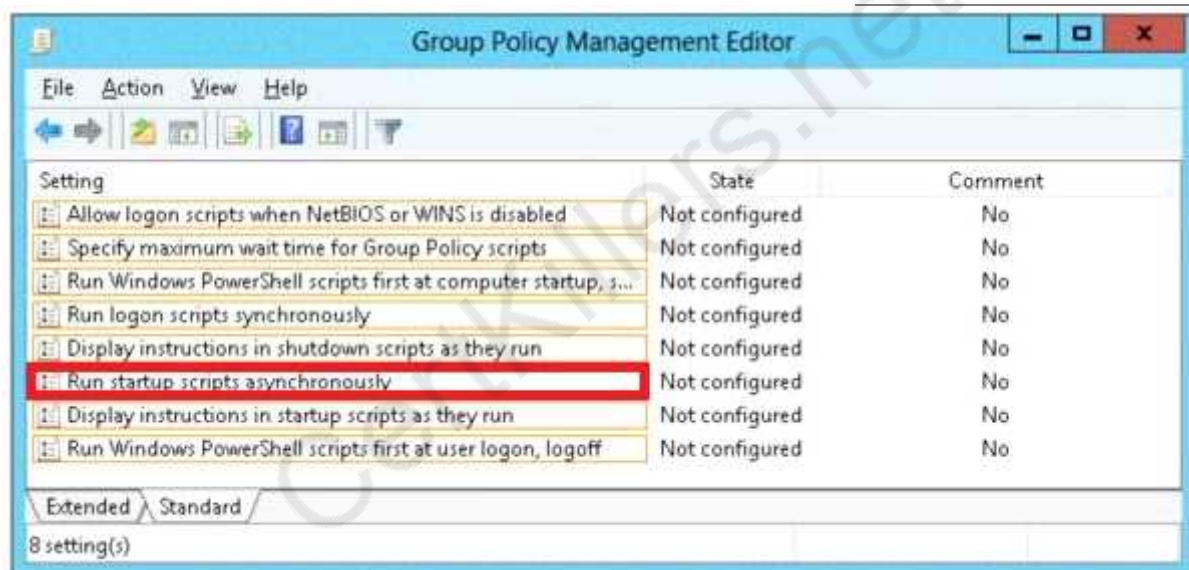 Group Policy Management Editor
File Action View Help
Setting State Comment
Allow logon scripts when NetBIOS or WINS is disabled Not configured No
Specify maximum wait time for Group Policy scripts Not configured No
Run Windows PowerShell scripts first at computer startup, s... Not configured No
Run logon scripts synchronously Not configured No
Display instructions in shutdown scripts as they run Not configured No
Run startup scripts asynchronously Not configured No
Display instructions in startup scripts as they run Not configured No
Run Windows PowerShell scripts first at user logon, logoff Not configured No
Extended Standard
8 setting(s)
CertKillers.net